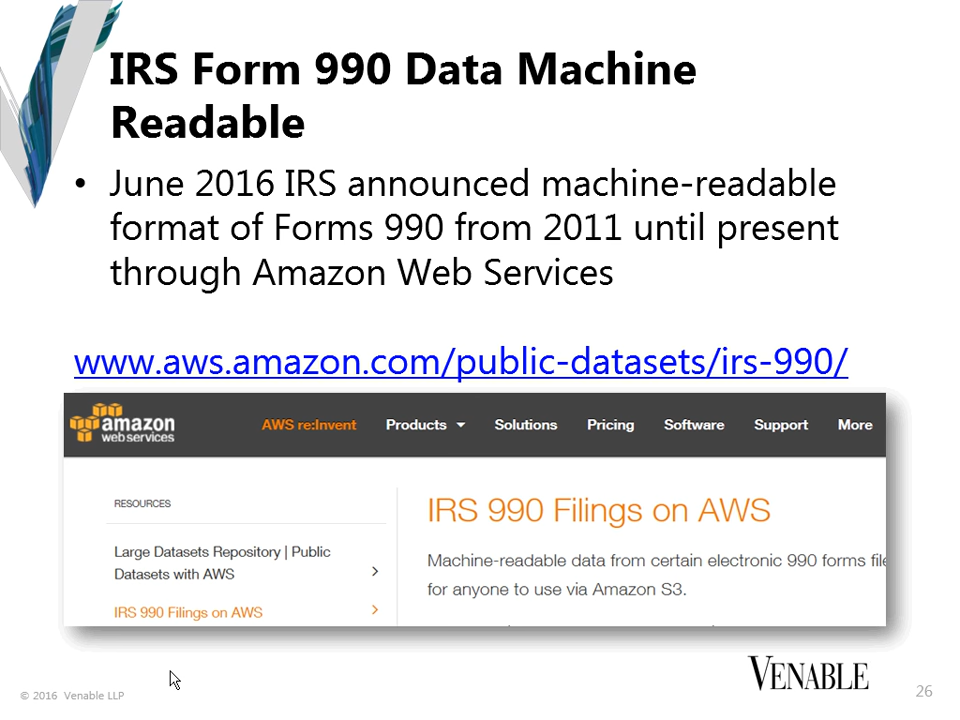 IRS Form 990 Data Machine
Readable
• June 2016 IRS announced machine-readable
format of Forms 990 from 2011 until present
through Amazon Web Services
www.aws.amazon.com/public-datasets/irs-990/
amazon
web services
AWS re:Invent Products Solutions Pricing Software Support More
RESOURCES
Large Datasets Repository | Public
Datasets with AWS
IRS 990 Filings on AWS
IRS 990 Filings on AWS
Machine-readable data from certain electronic 990 forms file
for anyone to use via Amazon S3.
© 2016 Venable LLP
VENABLE
26